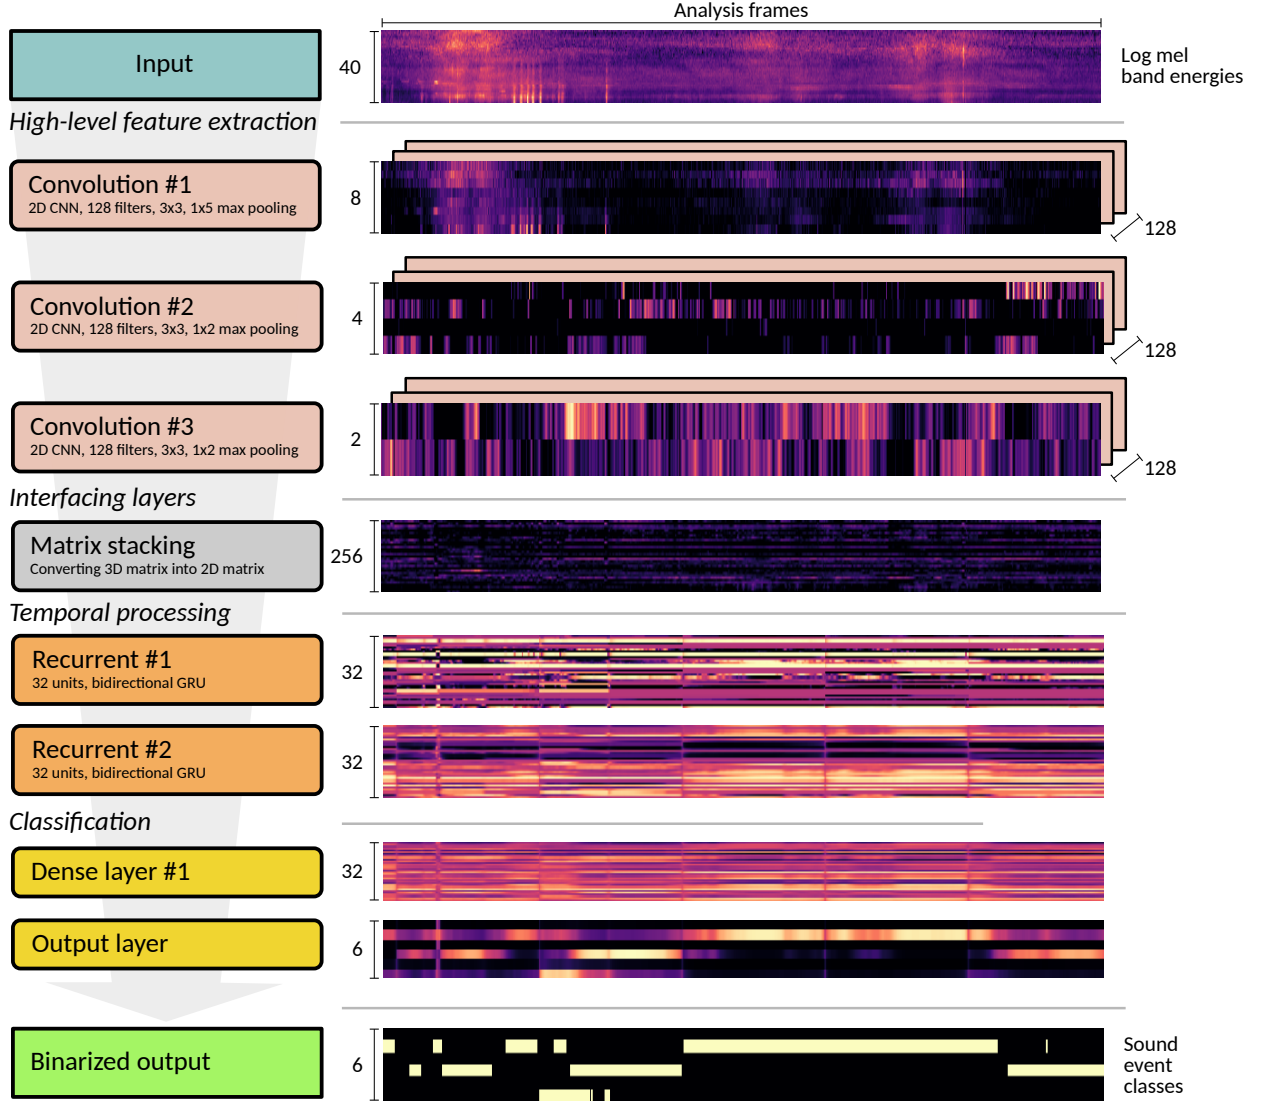 Analysis frames
Input
40
Log mel
band energies
High-level feature extraction
Convolution #1
2D CNN, 128 filters, 3x3, 1x5 max pooling
8
128
Convolution #2
2D CNN, 128 filters, 3x3, 1x2 max pooling
4
128
Convolution #3
2D CNN, 128 filters, 3x3, 1x2 max pooling
2
128
Interfacing layers
Matrix stacking
Converting 3D matrix into 2D matrix
256
Temporal processing
Recurrent #1
32 units, bidirectional GRU
32
Recurrent #2
32 units, bidirectional GRU
32
Classification
Dense layer #1
32
Output layer
6
Binarized output
6
Sound
event
classes